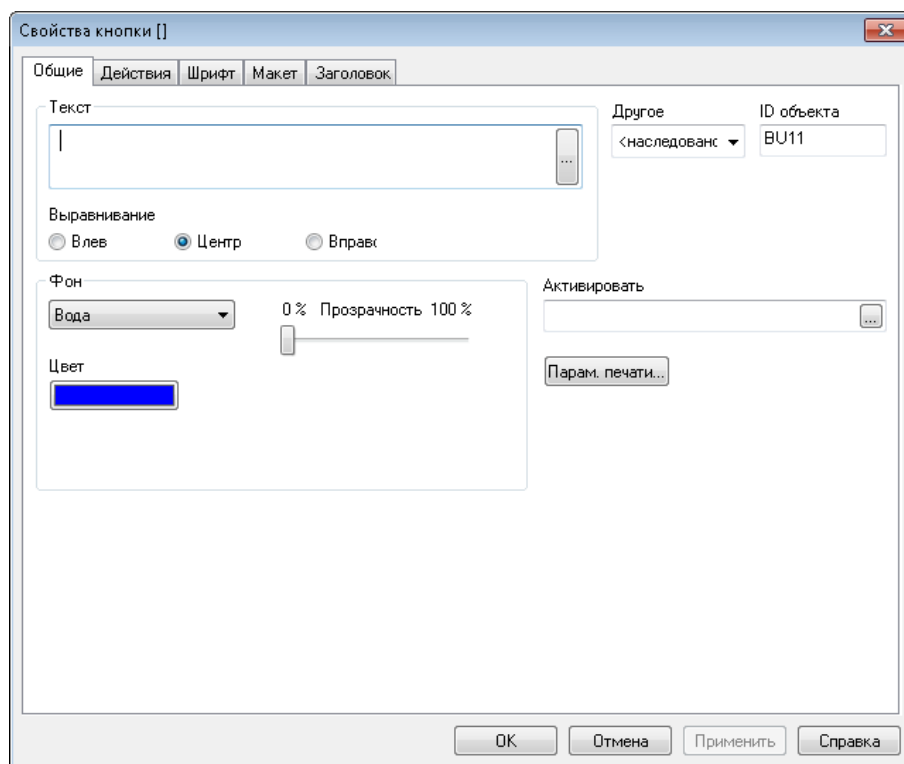 Свойства кнопки []
Общие Действия Шрифт Макет Заголовок
Текст
...
Другое
<наследованс
ID объекта
BU11
Выравнивание
Влев Центр Вправс
Фон
Вода
0 % Прозрачность 100 %
Цвет
Активировать
...
Парам. печати...
OK Отмена Применить Справка